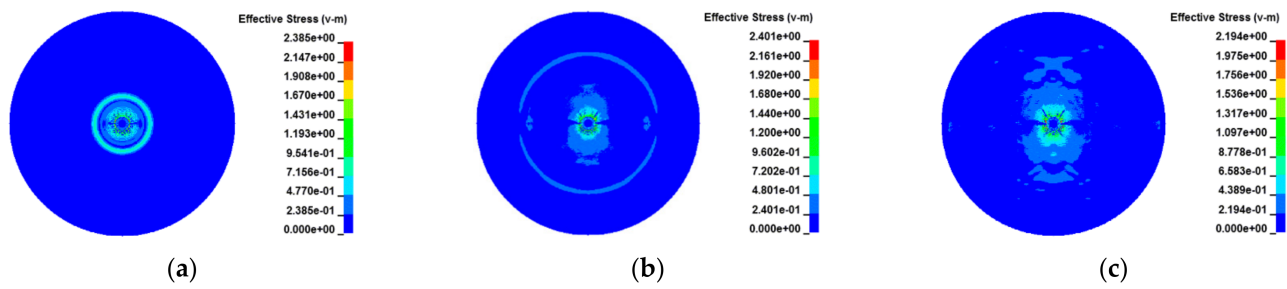 Effective Stress (v-m)
2.385e+00
2.147e+00
1.908e+00
1.670e+00
1.431e+00
1.193e+00
9.541e-01
7.156e-01
4.770e-01
2.385e-01
0.000e+00
(a)
Effective Stress (v-m)
2.401e+00
2.161e+00
1.920e+00
1.680e+00
1.440e+00
1.200e+00
9.602e-01
7.202e-01
4.801e-01
2.401e-01
0.000e+00
(b)
Effective Stress (v-m)
2.194e+00
1.975e+00
1.756e+00
1.536e+00
1.317e+00
1.097e+00
8.778e-01
6.583e-01
4.389e-01
2.194e-01
0.000e+00
(c)